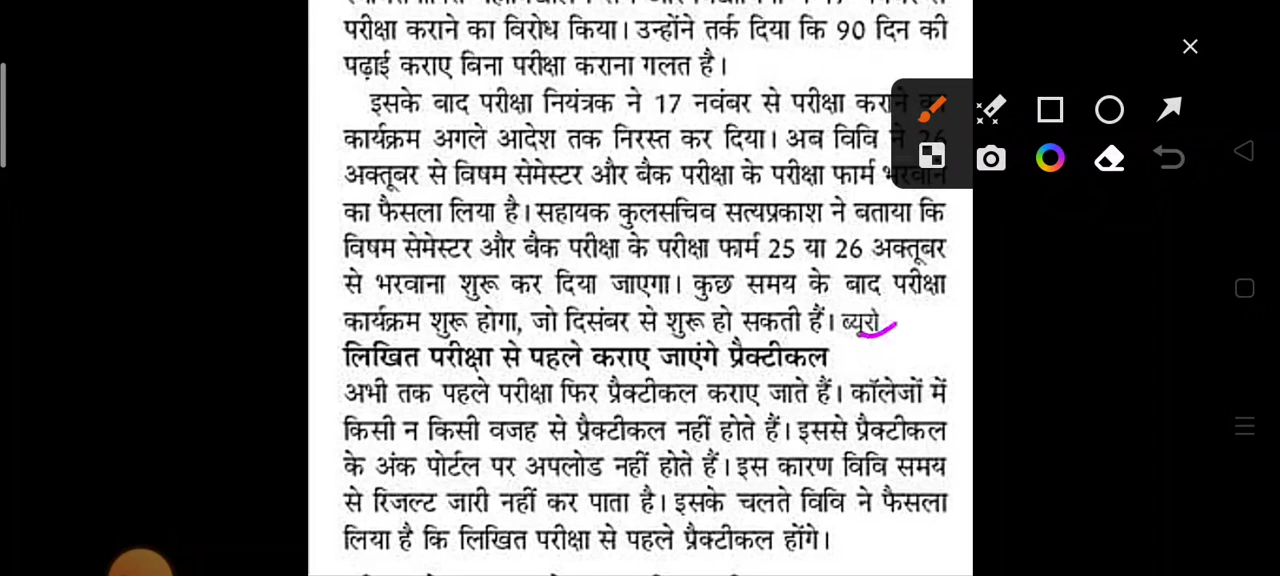 परीक्षा कराने का विरोध किया। उन्होंने तर्क दिया कि 90 दिन की
पढ़ाई कराए बिना परीक्षा कराना गलत है।
इसके बाद परीक्षा नियंत्रक ने 17 नवंबर से परीक्षा कराने का
कार्यक्रम अगले आदेश तक निरस्त कर दिया। अब विवि ने 26
अक्तूबर से विषम सेमेस्टर और बैक परीक्षा के परीक्षा फार्म भरवाने
का फैसला लिया है। सहायक कुलसचिव सत्यप्रकाश ने बताया कि
विषम सेमेस्टर और बैक परीक्षा के परीक्षा फार्म 25 या 26 अक्तूबर
से भरवाना शुरू कर दिया जाएगा। कुछ समय के बाद परीक्षा
कार्यक्रम शुरू होगा, जो दिसंबर से शुरू हो सकती हैं। ब्यूरो
लिखित परीक्षा से पहले कराए जाएंगे प्रैक्टीकल
अभी तक पहले परीक्षा फिर प्रैक्टीकल कराए जाते हैं। कॉलेजों में
किसी न किसी वजह से प्रैक्टीकल नहीं होते हैं। इससे प्रैक्टीकल
के अंक पोर्टल पर अपलोड नहीं होते हैं। इस कारण विवि समय
से रिजल्ट जारी नहीं कर पाता है। इसके चलते विवि ने फैसला
लिया है कि लिखित परीक्षा से पहले प्रैक्टीकल होंगे।